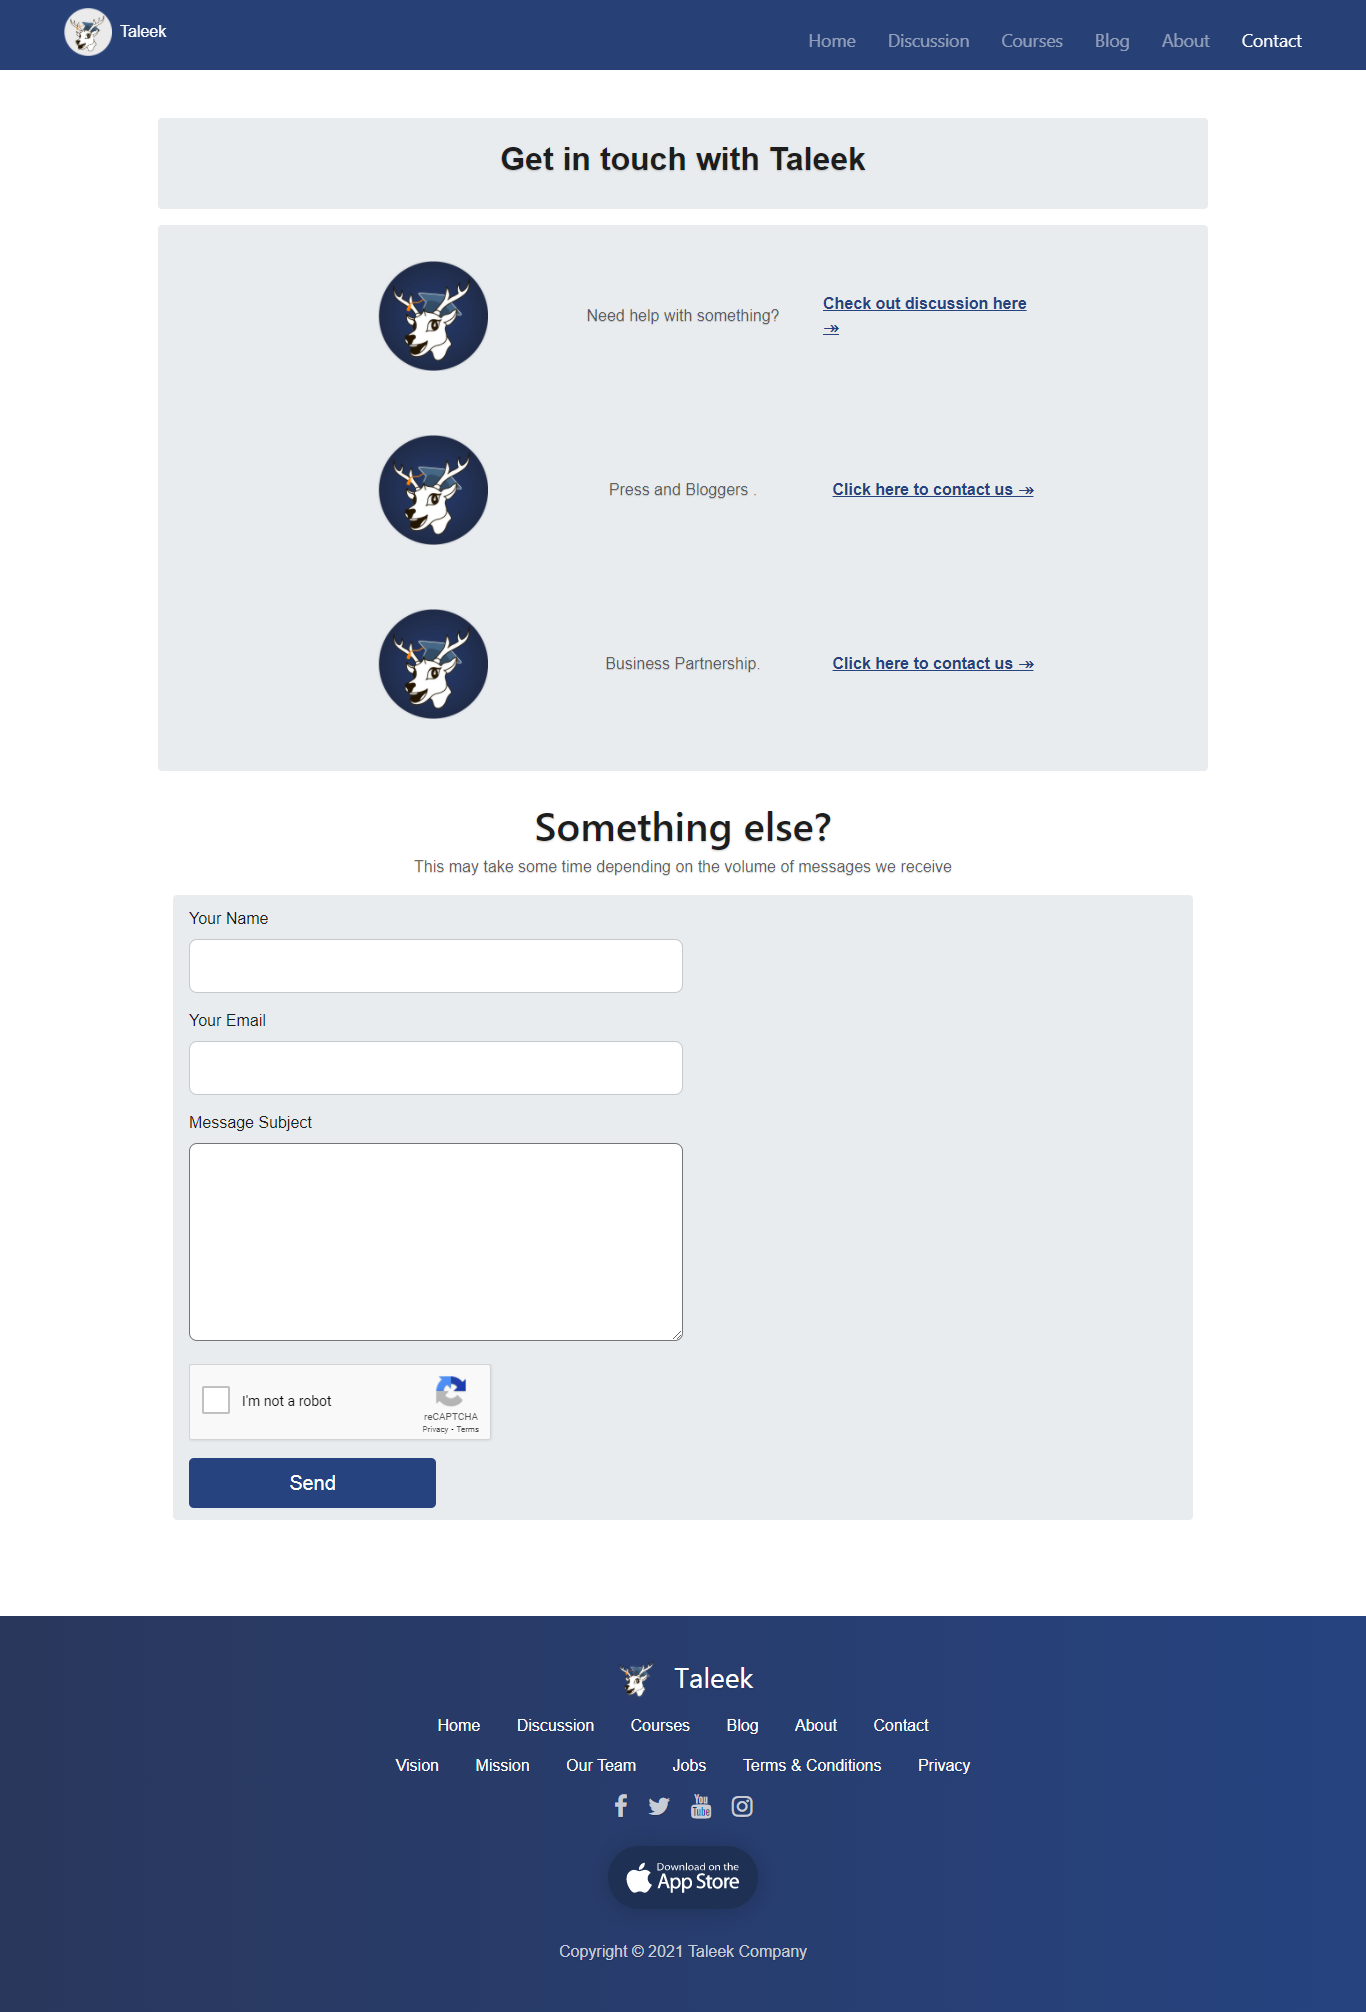 Taleek
Home Discussion Courses Blog About Contact
Get in touch with Taleek
Need help with something?
Check out discussion here
↠
Press and Bloggers .
Click here to contact us ↠
Business Partnership.
Click here to contact us ↠
Something else?
This may take some time depending on the volume of messages we receive
Your Name
Your Email
Message Subject
I'm not a robot
reCAPTCHA
Privacy - Terms
Send
Taleek
Home Discussion Courses Blog About Contact
Vision Mission Our Team Jobs Terms & Conditions Privacy
You
Tube
Download on the
App Store
Copyright © 2021 Taleek Company